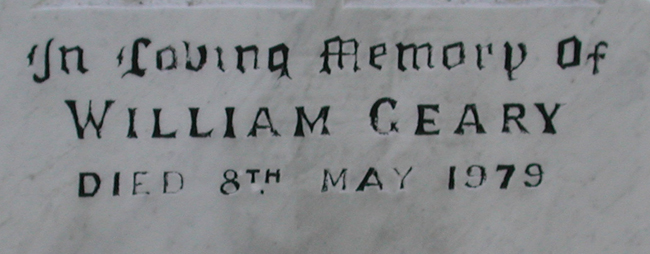 In Loving Memory Of
WILLIAM GEARY
DIED 8TH MAY 1979